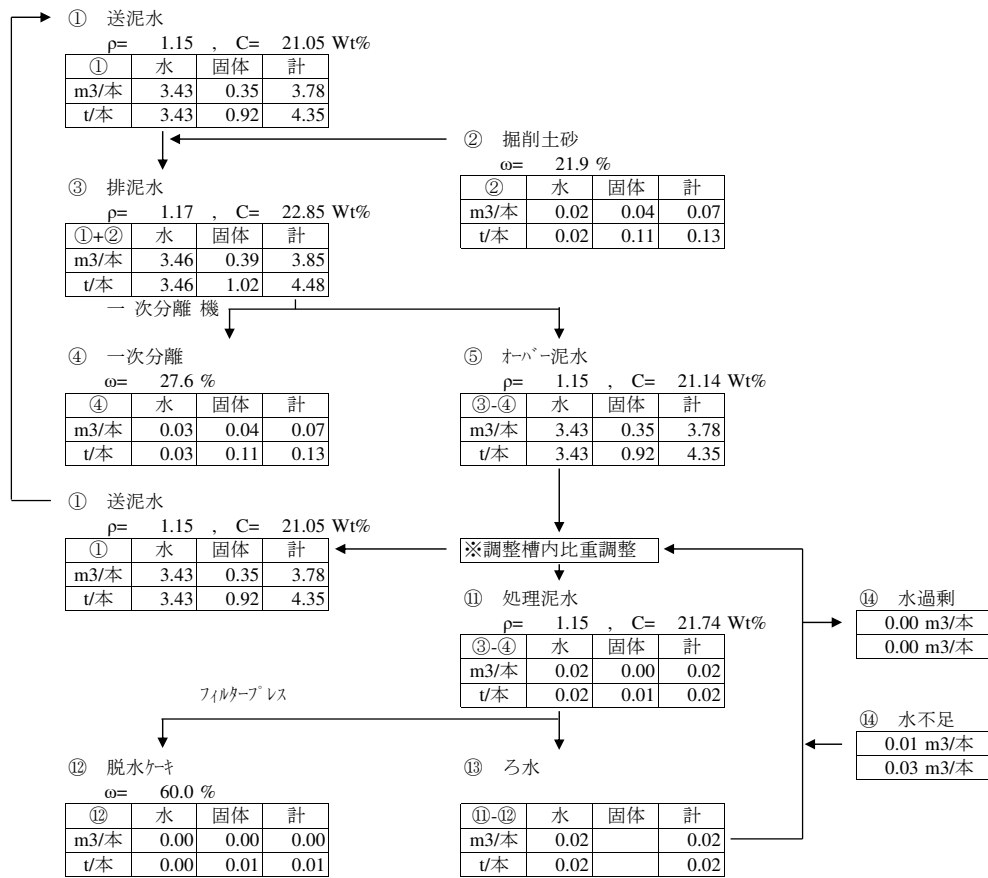 ① 送泥水
ρ= 1.15 , C= 21.05 Wt%
① 水 固体 計
m3/本 3.43 0.35 3.78
t/本 3.43 0.92 4.35
② 掘削土砂
ω= 21.9 %
② 水 固体 計
m3/本 0.02 0.04 0.07
t/本 0.02 0.11 0.13
③ 排泥水
ρ= 1.17 , C= 22.85 Wt%
①+② 水 固体 計
m3/本 3.46 0.39 3.85
t/本 3.46 1.02 4.48
一 次分離 機
④ 一次分離
ω= 27.6 %
④ 水 固体 計
m3/本 0.03 0.04 0.07
t/本 0.03 0.11 0.13
⑤ オーバー泥水
ρ= 1.15 , C= 21.14 Wt%
③-④ 水 固体 計
m3/本 3.43 0.35 3.78
t/本 3.43 0.92 4.35
① 送泥水
ρ= 1.15 , C= 21.05 Wt%
① 水 固体 計
m3/本 3.43 0.35 3.78
t/本 3.43 0.92 4.35
※調整槽内比重調整
⑪ 処理泥水
ρ= 1.15 , C= 21.74 Wt%
③-④ 水 固体 計
m3/本 0.02 0.00 0.02
t/本 0.02 0.01 0.02
⑭ 水過剰
0.00 m3/本
0.00 m3/本
フィルタープレス
⑭ 水不足
0.01 m3/本
0.03 m3/本
⑫ 脱水ケーキ
ω= 60.0 %
⑫ 水 固体 計
m3/本 0.00 0.00 0.00
t/本 0.00 0.01 0.01
⑬ ろ水
⑪-⑫ 水 固体 計
m3/本 0.02 0.02
t/本 0.02 0.02